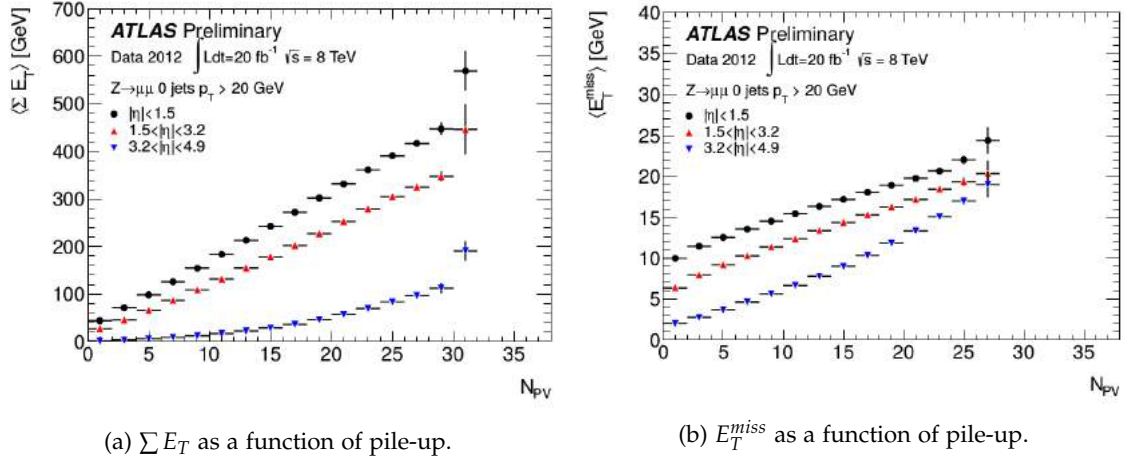 ATLAS Preliminary
Data 2012 ∫Ldt=20 fb⁻¹ √s = 8 TeV
Z→μμ 0 jets p_T > 20 GeV
|η|<1.5
1.5<|η|<3.2
3.2<|η|<4.9
⟨Σ E_T⟩ [GeV]
700
600
500
400
300
200
100
0
0 5 10 15 20 25 30 35
N_PV
(a) ∑ E_T as a function of pile-up.
ATLAS Preliminary
Data 2012 ∫Ldt=20 fb⁻¹ √s = 8 TeV
Z→μμ 0 jets p_T > 20 GeV
|η|<1.5
1.5<|η|<3.2
3.2<|η|<4.9
⟨E_T^miss⟩ [GeV]
40
35
30
25
20
15
10
5
0
0 5 10 15 20 25 30 35
N_PV
(b) E_T^miss as a function of pile-up.